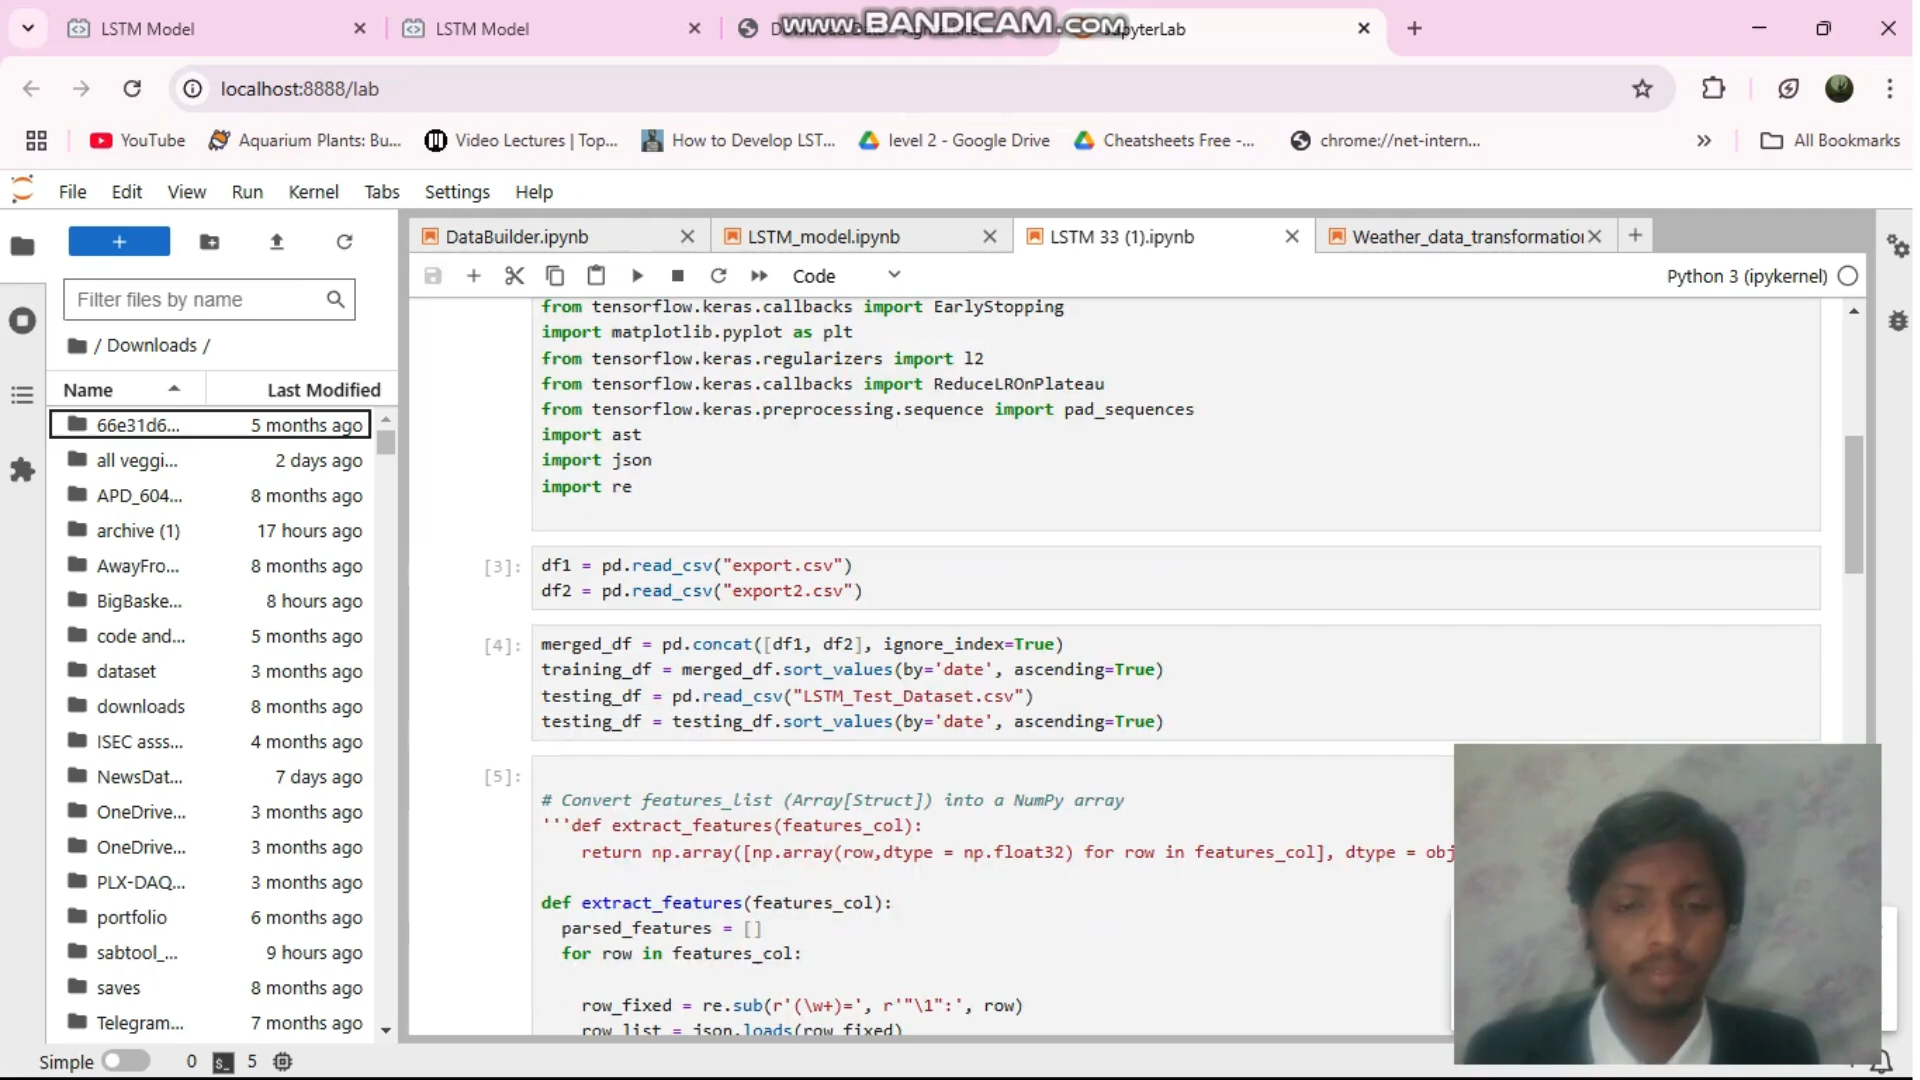 LSTM Model
LSTM Model
www.BANDICAM.com
JupyterLab
localhost:8888/lab
YouTube
Aquarium Plants: Bu...
Video Lectures | Top...
How to Develop LST...
level 2 - Google Drive
Cheatsheets Free -...
chrome://net-intern...
All Bookmarks
File Edit View Run Kernel Tabs Settings Help
DataBuilder.ipynb
LSTM_model.ipynb
LSTM 33 (1).ipynb
Weather_data_transformation
Code
Python 3 (ipykernel)
Filter files by name
/ Downloads /
Name Last Modified
66e31d6... 5 months ago
all veggi... 2 days ago
APD_604... 8 months ago
archive (1) 17 hours ago
AwayFro... 8 months ago
BigBaske... 8 hours ago
code and... 5 months ago
dataset 3 months ago
downloads 8 months ago
ISEC asss... 4 months ago
NewsDat... 7 days ago
OneDrive... 3 months ago
OneDrive... 3 months ago
PLX-DAQ... 3 months ago
portfolio 6 months ago
sabtool_... 9 hours ago
saves 8 months ago
Telegram... 7 months ago
from tensorflow.keras.callbacks import EarlyStopping
import matplotlib.pyplot as plt
from tensorflow.keras.regularizers import l2
from tensorflow.keras.callbacks import ReduceLROnPlateau
from tensorflow.keras.preprocessing.sequence import pad_sequences
import ast
import json
import re
[3]: df1 = pd.read_csv("export.csv")
df2 = pd.read_csv("export2.csv")
[4]: merged_df = pd.concat([df1, df2], ignore_index=True)
training_df = merged_df.sort_values(by='date', ascending=True)
testing_df = pd.read_csv("LSTM_Test_Dataset.csv")
testing_df = testing_df.sort_values(by='date', ascending=True)
[5]:
# Convert features_list (Array[Struct]) into a NumPy array
'''def extract_features(features_col):
return np.array([np.array(row,dtype = np.float32) for row in features_col], dtype = obj
def extract_features(features_col):
parsed_features = []
for row in features_col:
row_fixed = re.sub(r'(\w+)=', r'"\1":', row)
row_list = json.loads(row_fixed)
Simple 0 5